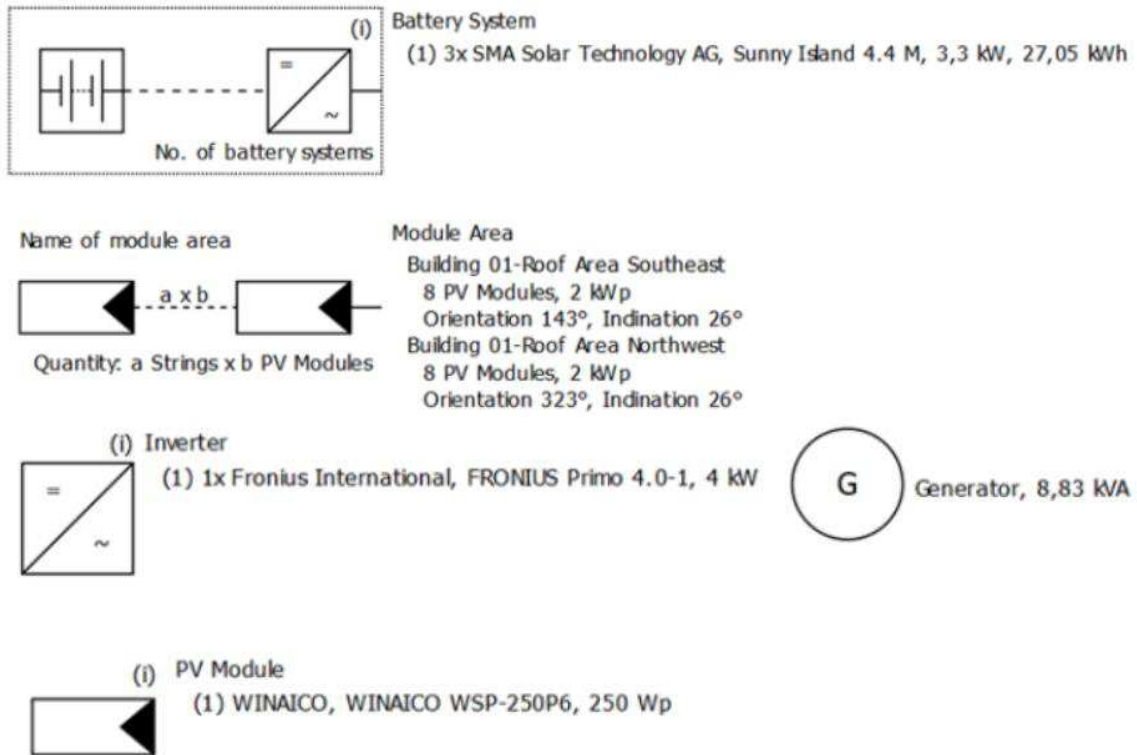 (i) Battery System
(1) 3x SMA Solar Technology AG, Sunny Island 4.4 M, 3,3 kW, 27,05 kWh
=
~
No. of battery systems
Name of module area
a x b
Quantity: a Strings x b PV Modules
Module Area
Building 01-Roof Area Southeast
8 PV Modules, 2 kWp
Orientation 143°, Indination 26°
Building 01-Roof Area Northwest
8 PV Modules, 2 kWp
Orientation 323°, Indination 26°
(i) Inverter
(1) 1x Fronius International, FRONIUS Primo 4.0-1, 4 kW
=
~
G
Generator, 8,83 kVA
(i) PV Module
(1) WINAICO, WINAICO WSP-250P6, 250 Wp